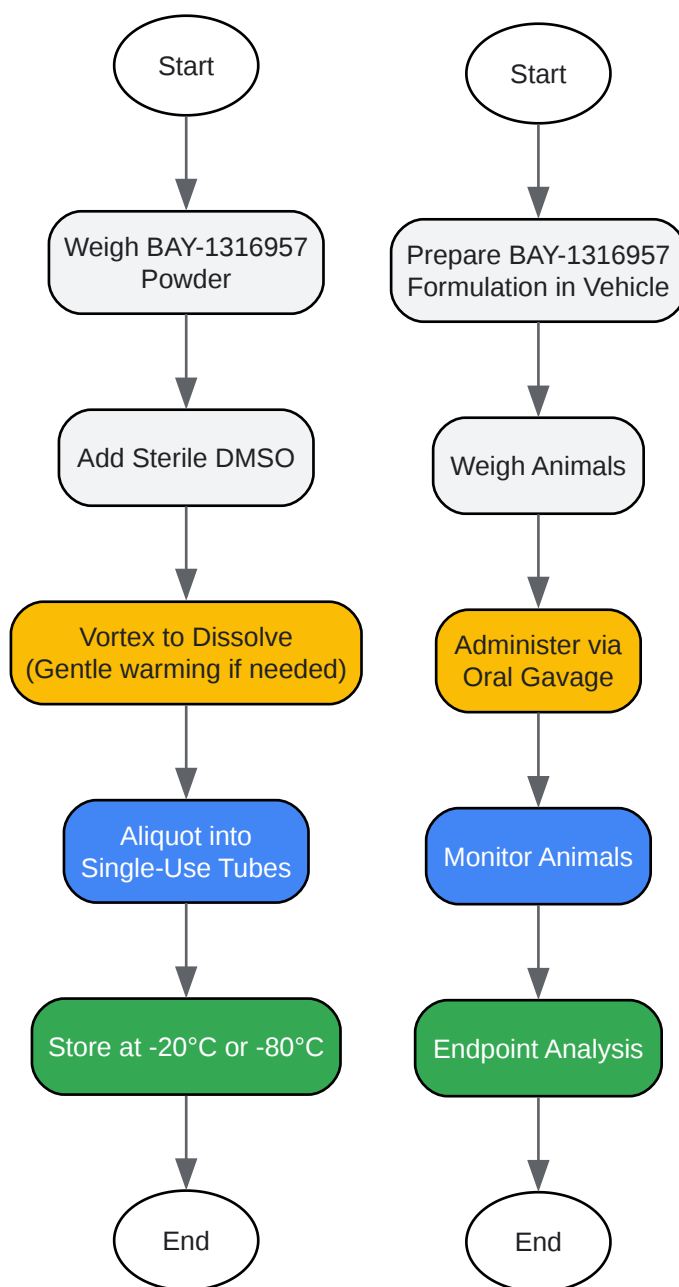 Start
Weigh BAY-1316957
Powder
Add Sterile DMSO
Vortex to Dissolve
(Gentle warming if needed)
Aliquot into
Single-Use Tubes
Store at -20°C or -80°C
End
Start
Prepare BAY-1316957
Formulation in Vehicle
Weigh Animals
Administer via
Oral Gavage
Monitor Animals
Endpoint Analysis
End